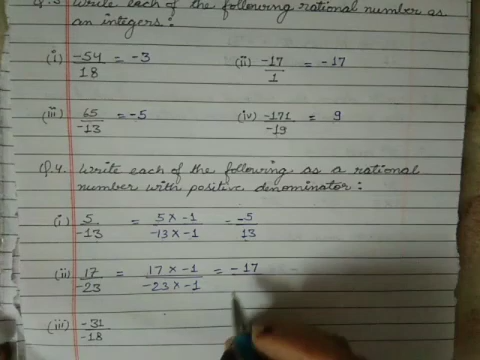 Q.3 Write each of the following rational number as
an integers:
(i) -54/18 = -3 (ii) -17/1 = -17
(iii) 65/-13 = -5 (iv) -171/-19 = 9
Q.4. Write each of the following as a rational
number with positive denominator:
(i) 5/-13 = 5 × -1/-13 × -1 = -5/13
(ii) 17/-23 = 17 × -1/-23 × -1 = -17
(iii) -31/-18